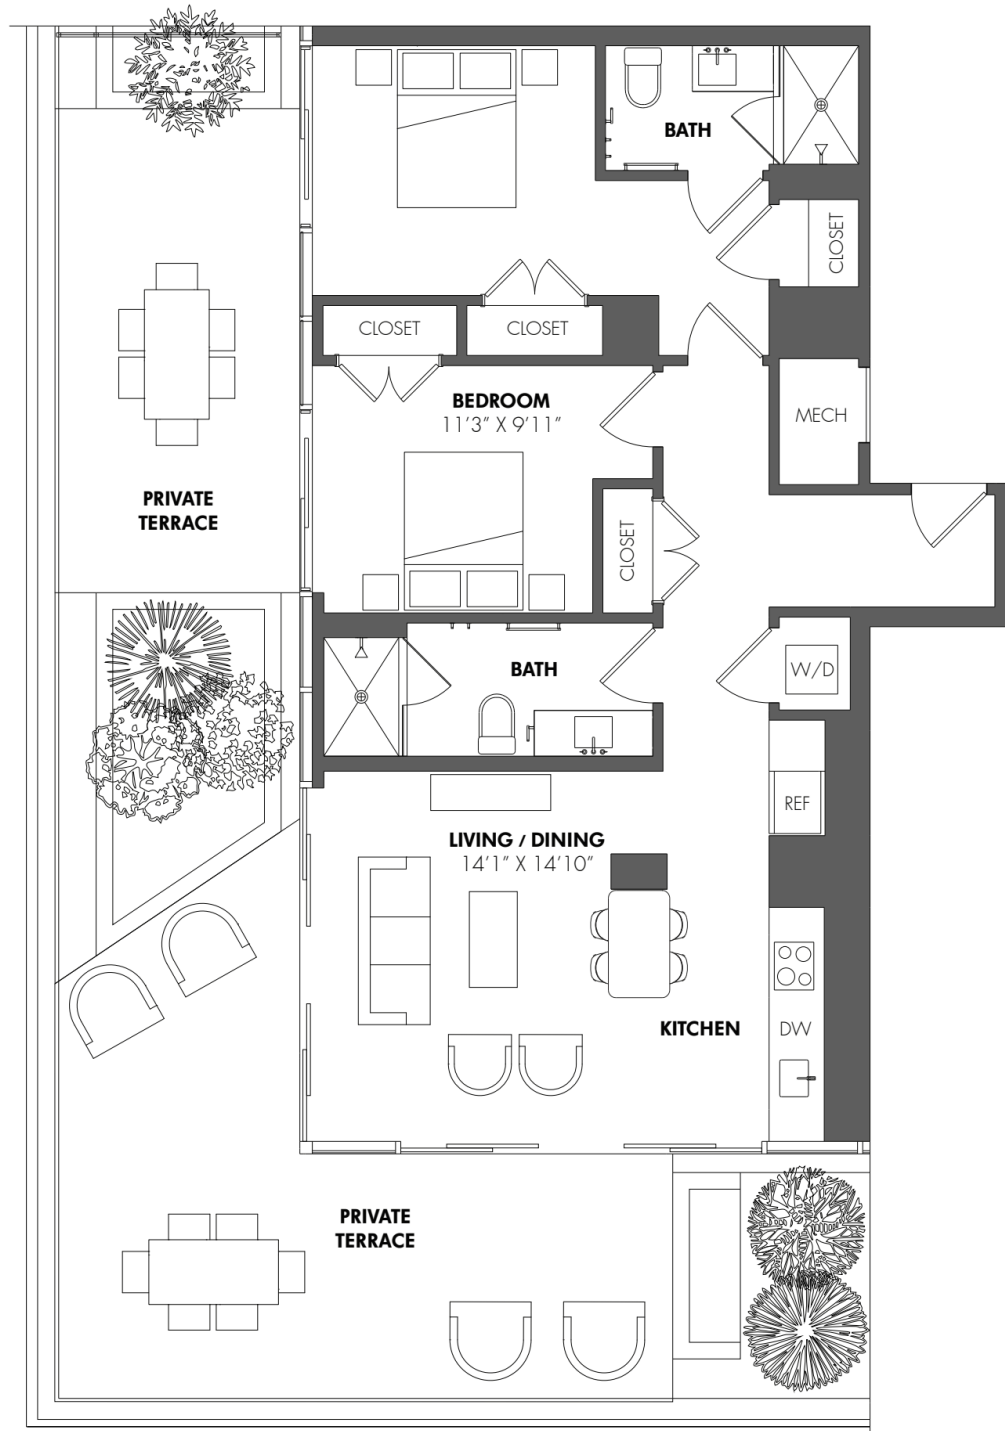 BATH
CLOSET
CLOSET
CLOSET
BEDROOM
11'3" X 9'11"
MECH
PRIVATE
TERRACE
CLOSET
BATH
W/D
REF
LIVING / DINING
14'1" X 14'10"
KITCHEN
DW
PRIVATE
TERRACE